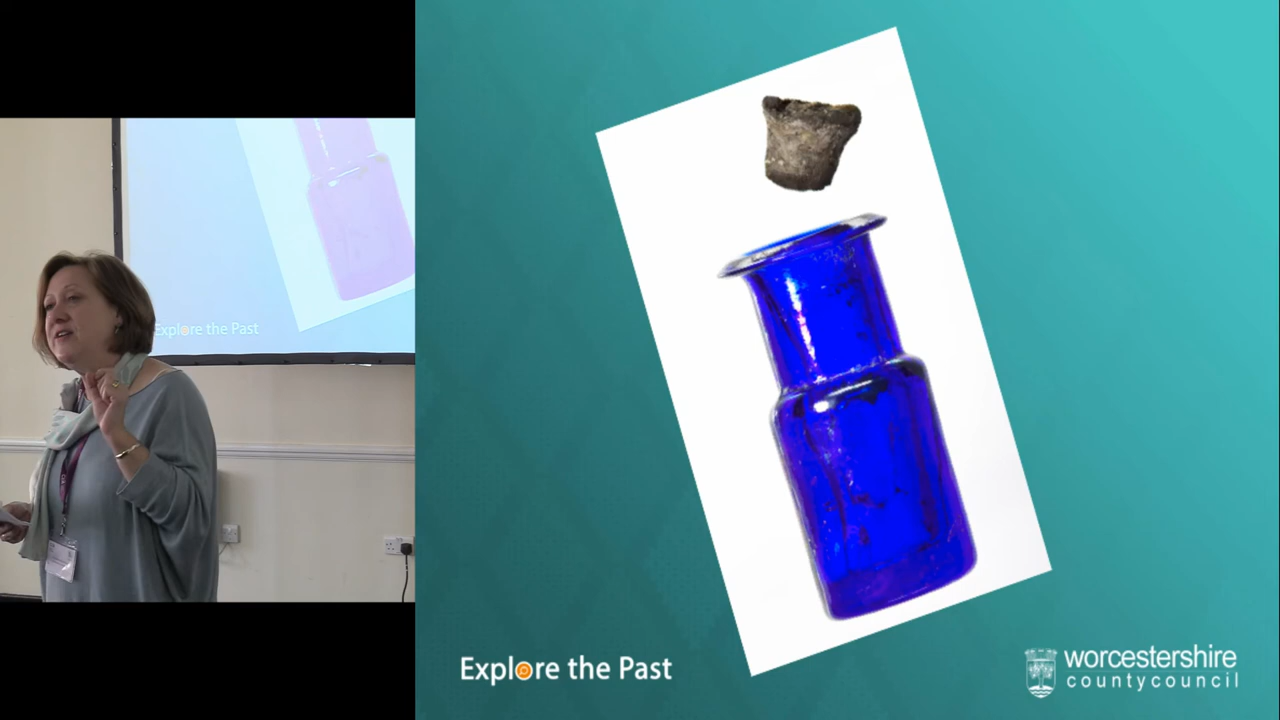 Explore the Past
Explore the Past
worcestershire
countycouncil